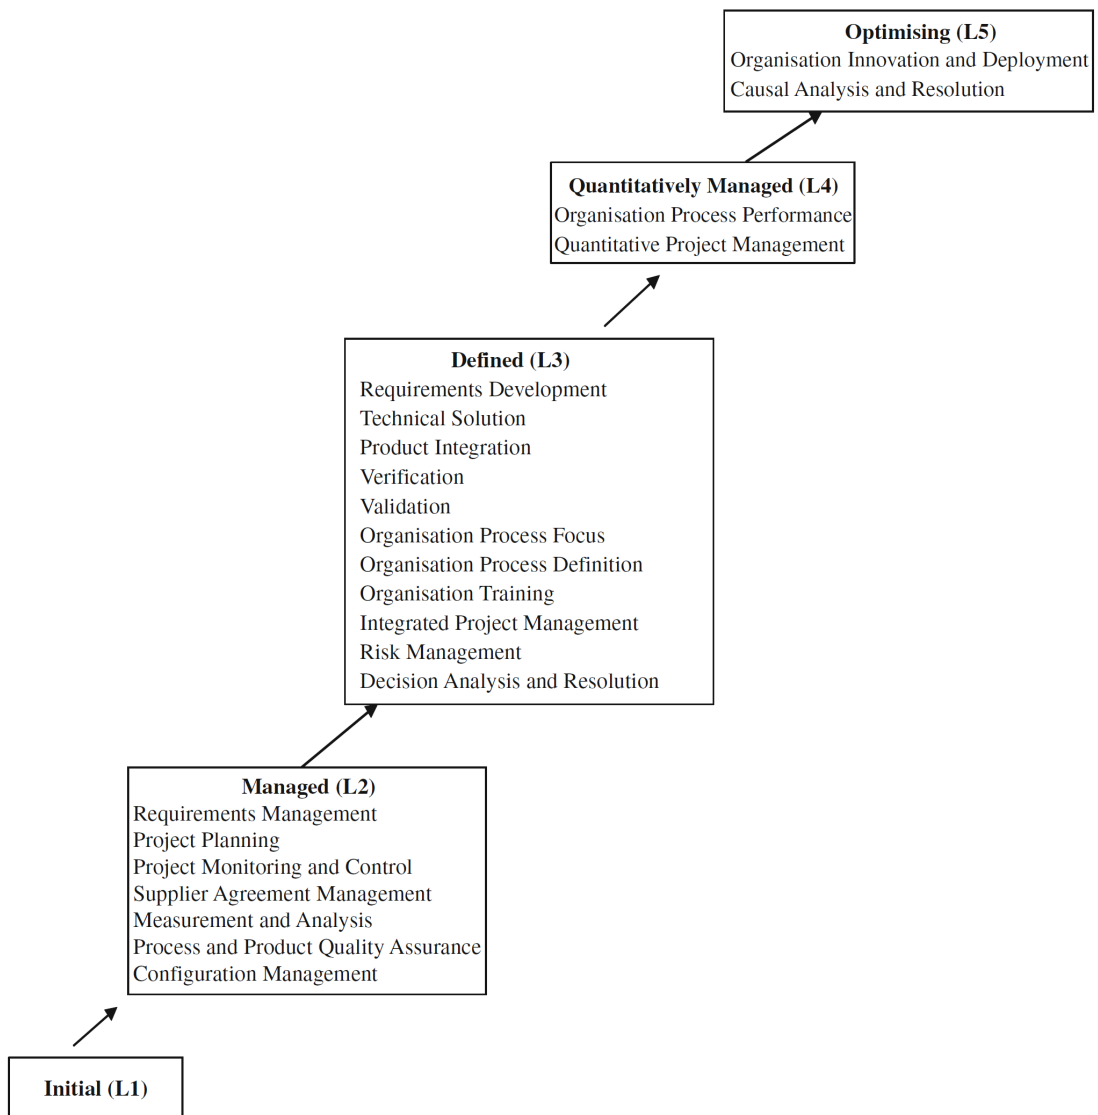 Optimising (L5)
Organisation Innovation and Deployment
Causal Analysis and Resolution
Quantitatively Managed (L4)
Organisation Process Performance
Quantitative Project Management
Defined (L3)
Requirements Development
Technical Solution
Product Integration
Verification
Validation
Organisation Process Focus
Organisation Process Definition
Organisation Training
Integrated Project Management
Risk Management
Decision Analysis and Resolution
Managed (L2)
Requirements Management
Project Planning
Project Monitoring and Control
Supplier Agreement Management
Measurement and Analysis
Process and Product Quality Assurance
Configuration Management
Initial (L1)